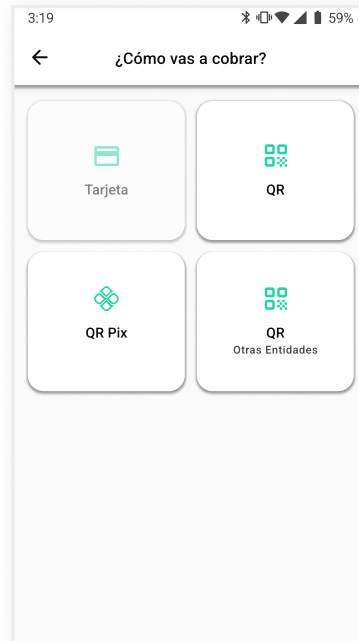 3:19 59%
¿Cómo vas a cobrar?
Tarjeta
QR
QR Pix
QR
Otras Entidades